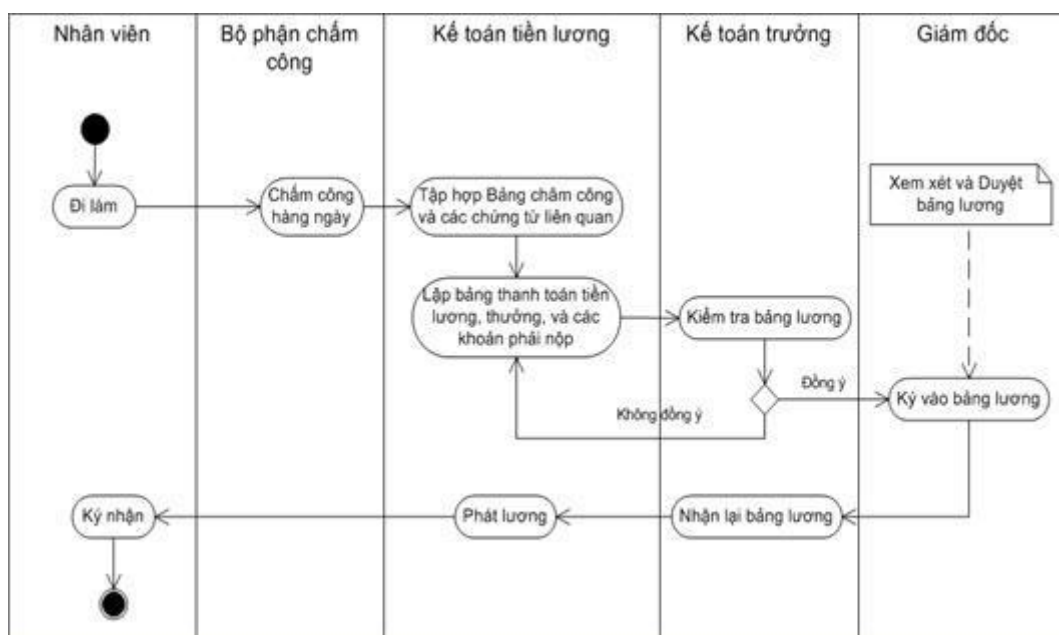 Nhân viên
Bộ phận chấm
công
Kế toán tiền lương
Kế toán trưởng
Giám đốc
Đi làm
Chấm công
hàng ngày
Tập hợp Bảng châm công
và các chứng từ liên quan
Xem xét và Duyệt
bảng lương
Lập bảng thanh toán tiền
lương, thưởng, và các
khoản phải nộp
Kiểm tra bảng lương
Đồng ý
Ký vào bảng lương
Không đồng ý
Ký nhận
Phát lương
Nhận lại bảng lương